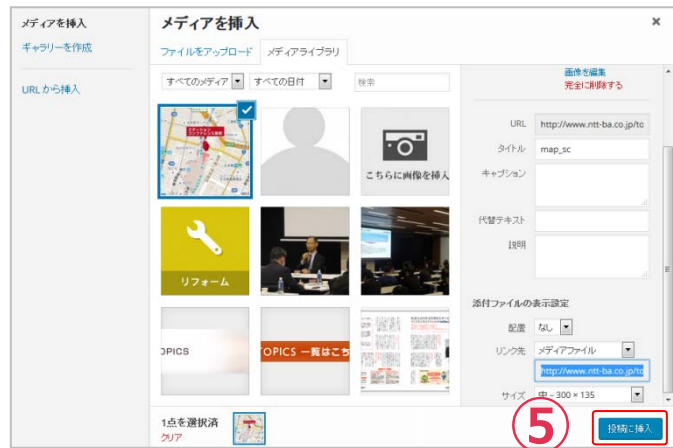 メディアを挿入
ギャラリーを作成
URLから挿入
メディアを挿入
×
ファイルをアップロード
メディアライブラリ
すべてのメディア
すべての日付
検索
こちらに画像を挿入
リフォーム
OPICS
OPICS 一覧はこち
画像を編集
完全に削除する
URL
http://www.ntt-ba.co.jp/to
タイトル
map_sc
キャプション
代替テキスト
説明
添付ファイルの表示設定
配置
なし
リンク先
メディアファイル
http://www.ntt-ba.co.jp/to
サイズ
中 – 300 × 135
1点を選択済
クリア
⑤
投稿に挿入